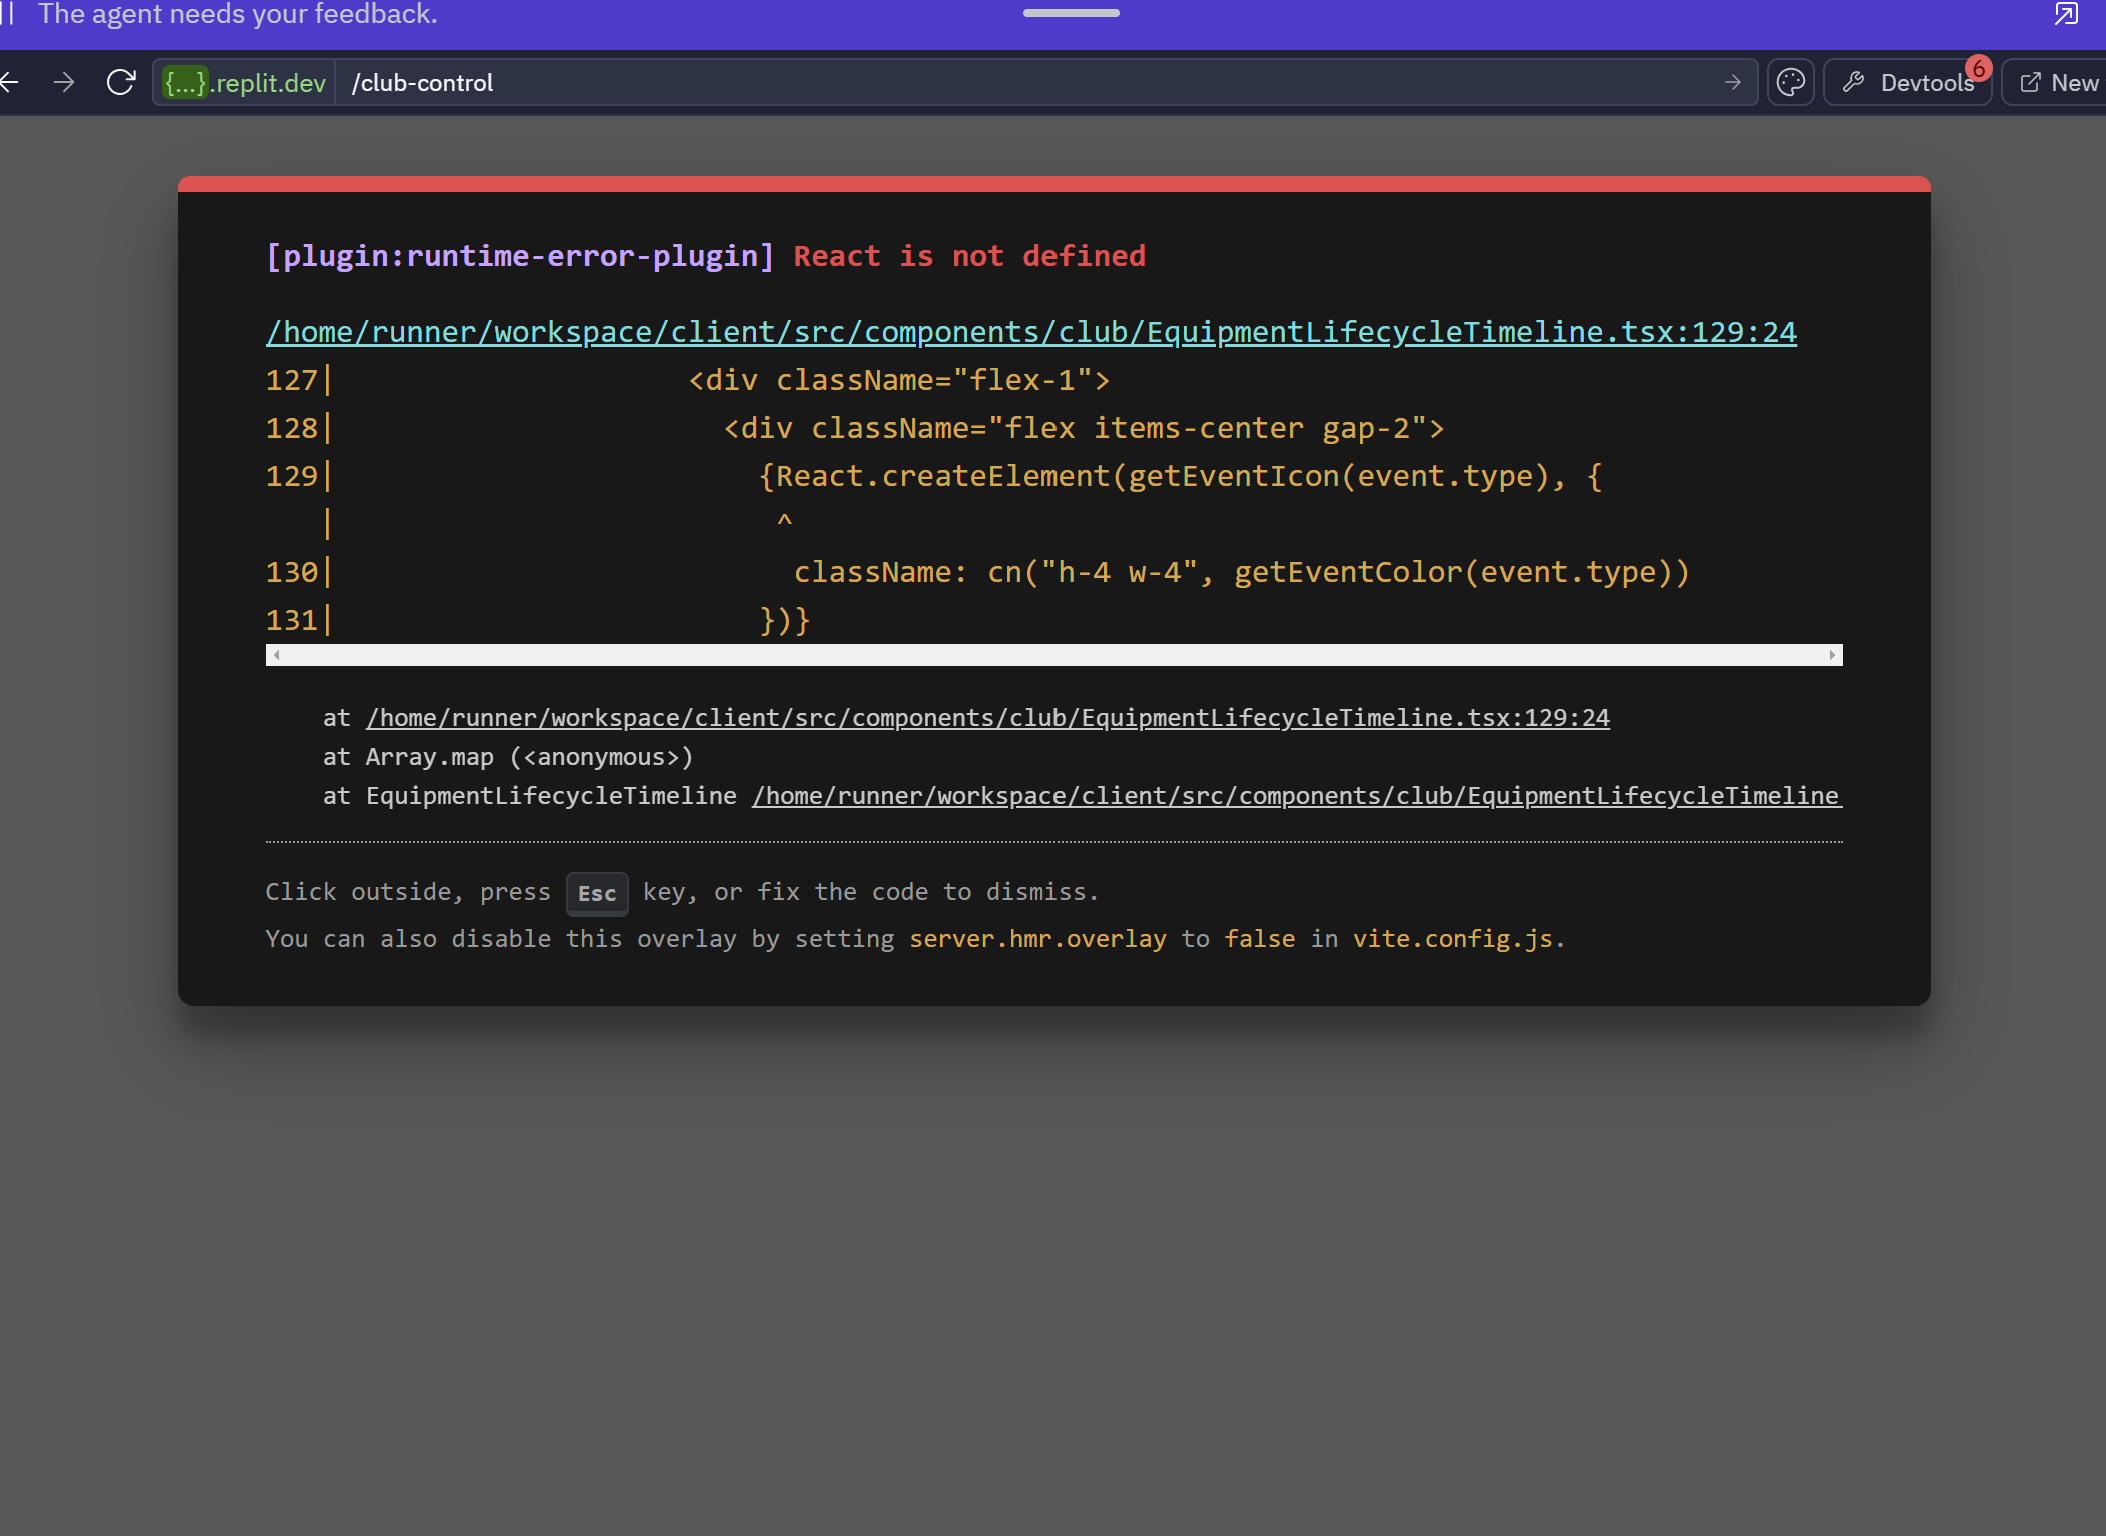 The agent needs your feedback.
{...}.replit.dev /club-control Devtools 6 New
[plugin:runtime-error-plugin] React is not defined
/home/runner/workspace/client/src/components/club/EquipmentLifecycleTimeline.tsx:129:24
127|                    <div className="flex-1">
128|                      <div className="flex items-center gap-2">
129|                        {React.createElement(getEventIcon(event.type), {
   |                         ^
130|                          className: cn("h-4 w-4", getEventColor(event.type))
131|                        })}
at /home/runner/workspace/client/src/components/club/EquipmentLifecycleTimeline.tsx:129:24
at Array.map (<anonymous>)
at EquipmentLifecycleTimeline /home/runner/workspace/client/src/components/club/EquipmentLifecycleTimeline
Click outside, press Esc key, or fix the code to dismiss.
You can also disable this overlay by setting server.hmr.overlay to false in vite.config.js.